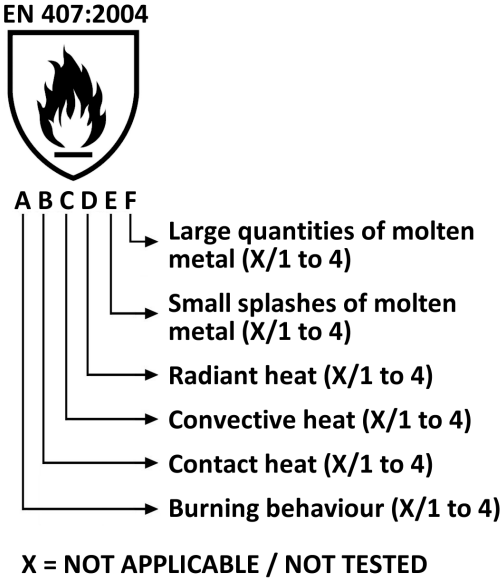 EN 407:2004
A B C D E F
Large quantities of molten
metal (X/1 to 4)
Small splashes of molten
metal (X/1 to 4)
Radiant heat (X/1 to 4)
Convective heat (X/1 to 4)
Contact heat (X/1 to 4)
Burning behaviour (X/1 to 4)
X = NOT APPLICABLE / NOT TESTED